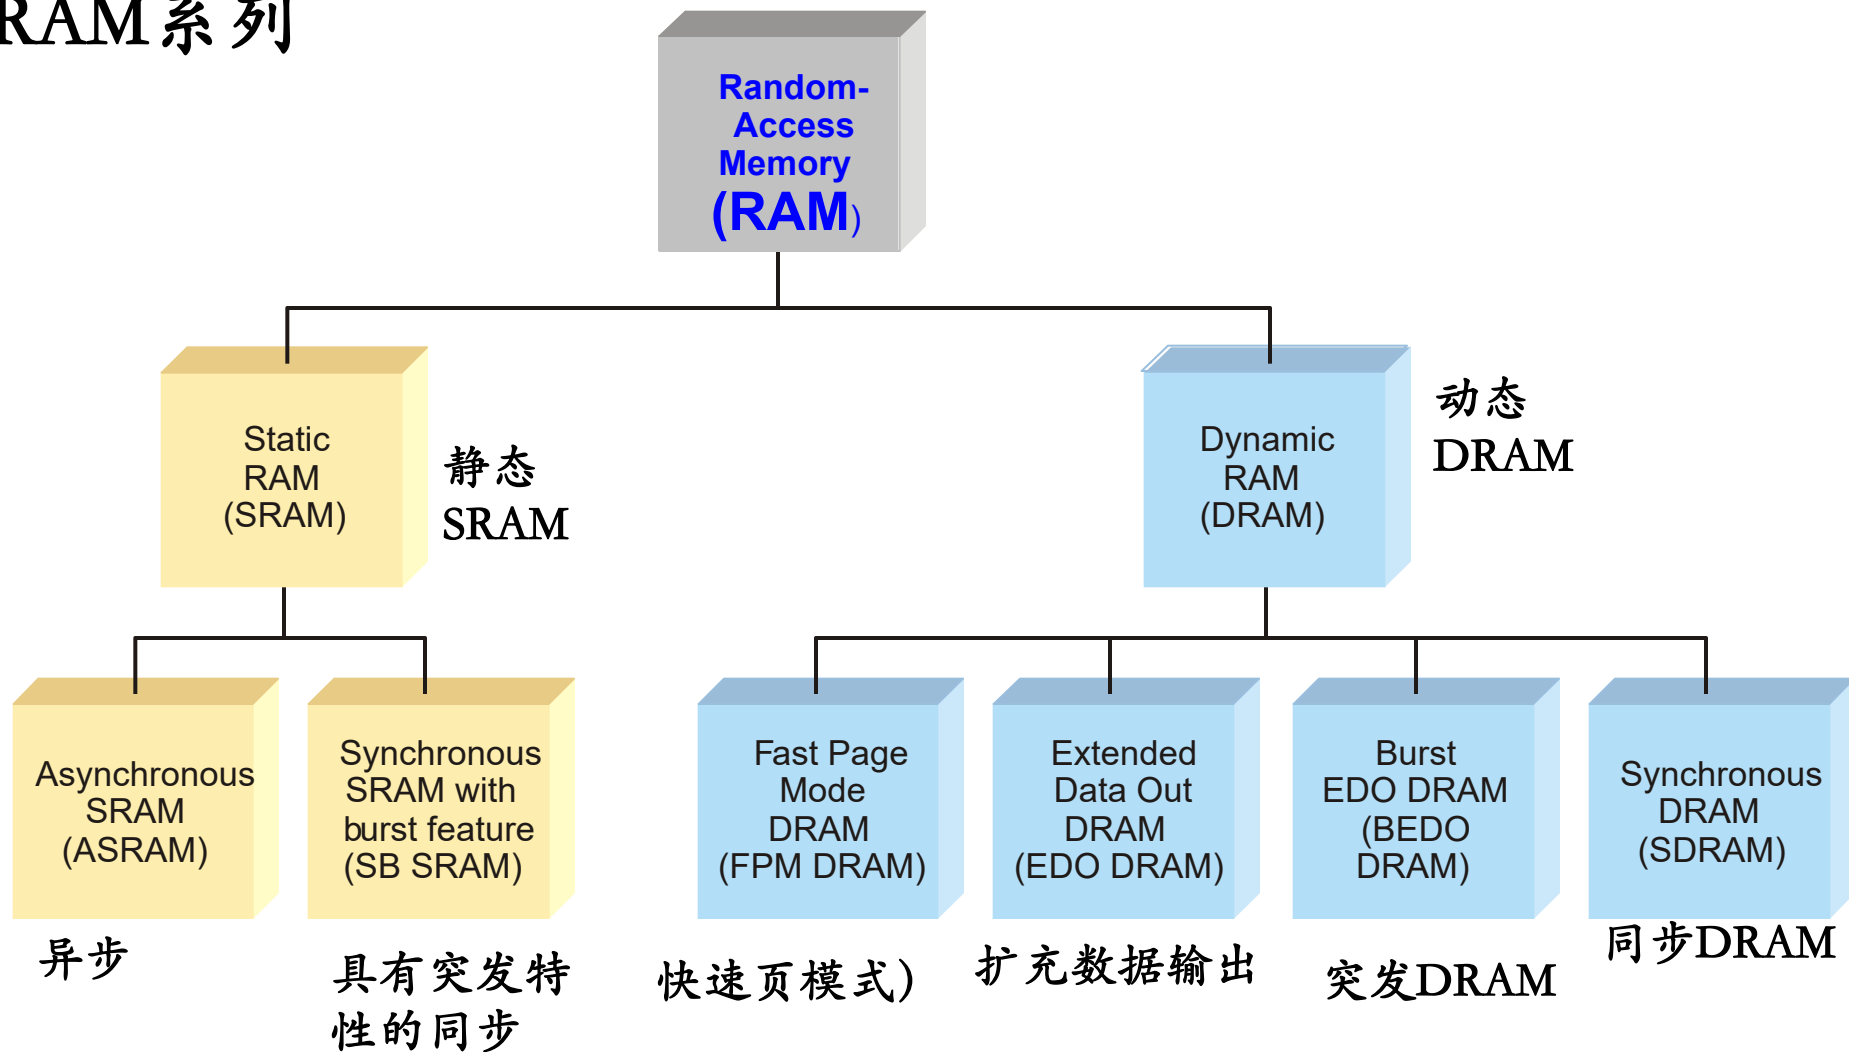 RAM系列
Random-
Access
Memory
(RAM)
Static
RAM
(SRAM)
静态
SRAM
Dynamic
RAM
(DRAM)
动态
DRAM
Asynchronous
SRAM
(ASRAM)
异步
Synchronous
SRAM with
burst feature
(SB SRAM)
具有突发特
性的同步
Fast Page
Mode
DRAM
(FPM DRAM)
快速页模式)
Extended
Data Out
DRAM
(EDO DRAM)
扩充数据输出
Burst
EDO DRAM
(BEDO
DRAM)
突发DRAM
Synchronous
DRAM
(SDRAM)
同步DRAM